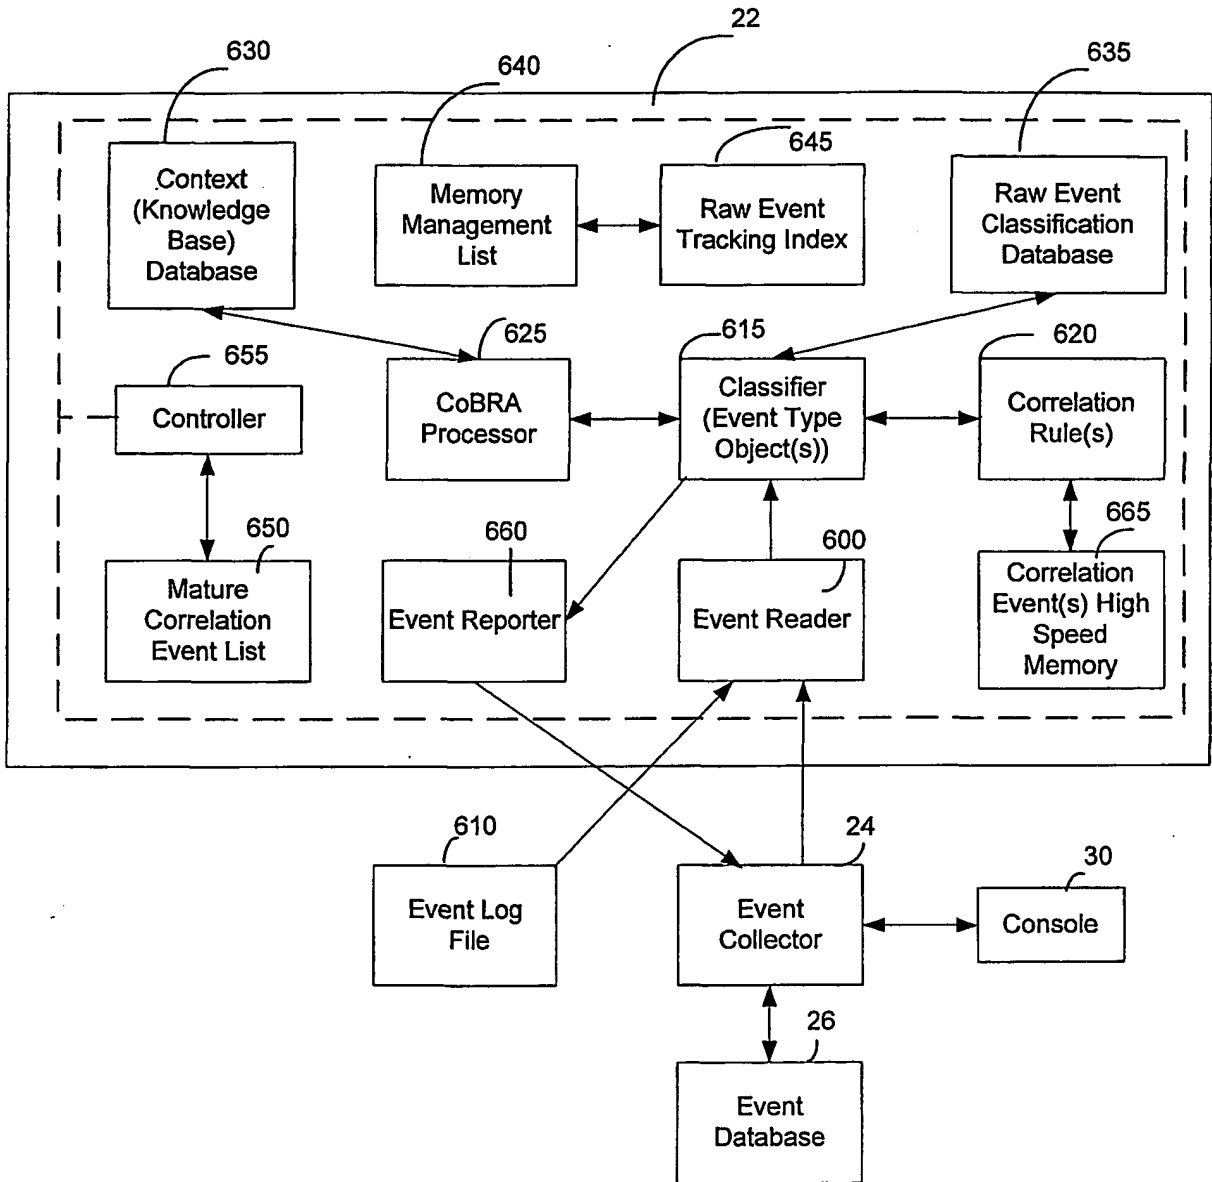 22
630
640
635
645
Context
(Knowledge
Base)
Database
Memory
Management
List
Raw Event
Tracking Index
Raw Event
Classification
Database
655
625
615
620
Controller
CoBRA
Processor
Classifier
(Event Type
Object(s))
Correlation
Rule(s)
650
660
600
665
Mature
Correlation
Event List
Event Reporter
Event Reader
Correlation
Event(s) High
Speed
Memory
610
24
30
Event Log
File
Event
Collector
Console
26
Event
Database